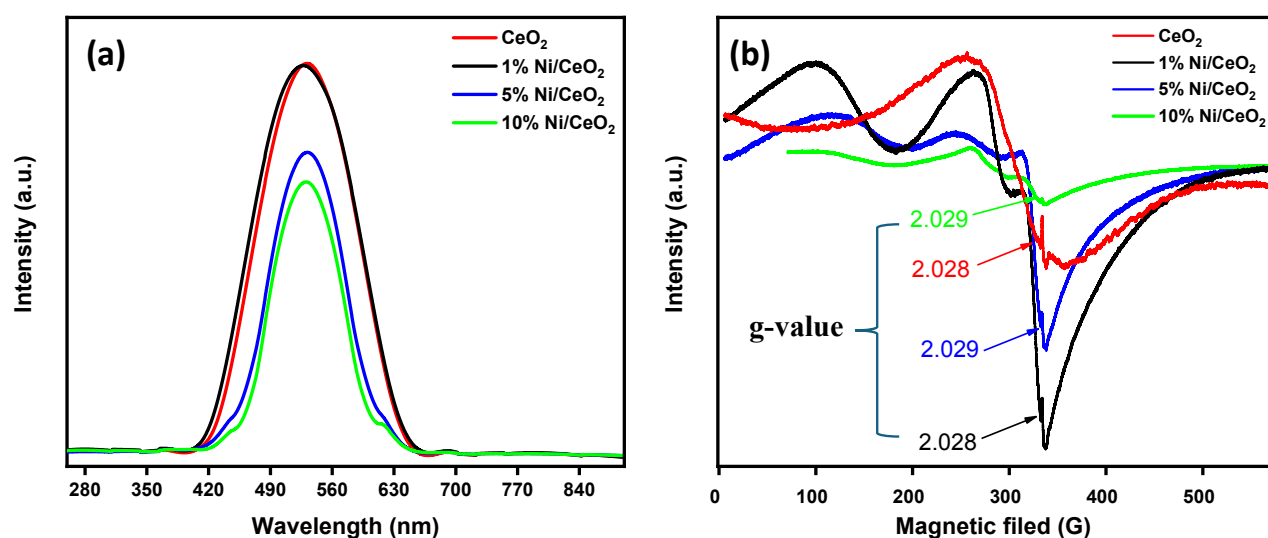 (a)
CeO₂
1% Ni/CeO₂
5% Ni/CeO₂
10% Ni/CeO₂
Intensity (a.u.)
280 350 420 490 560 630 700 770 840
Wavelength (nm)
(b)
CeO₂
1% Ni/CeO₂
5% Ni/CeO₂
10% Ni/CeO₂
Intensity (a.u.)
2.029
2.028
g-value
2.029
2.028
0 100 200 300 400 500
Magnetic filed (G)